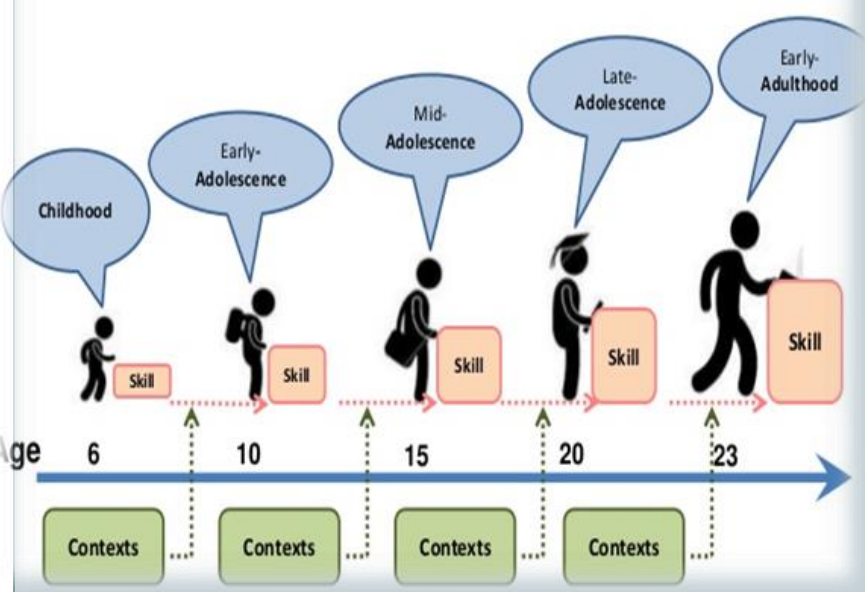 Childhood
Early-
Adolescence
Mid-
Adolescence
Late-
Adolescence
Early-
Adulthood
Skill
Skill
Skill
Skill
Skill
Age 6 10 15 20 23
Contexts Contexts Contexts Contexts